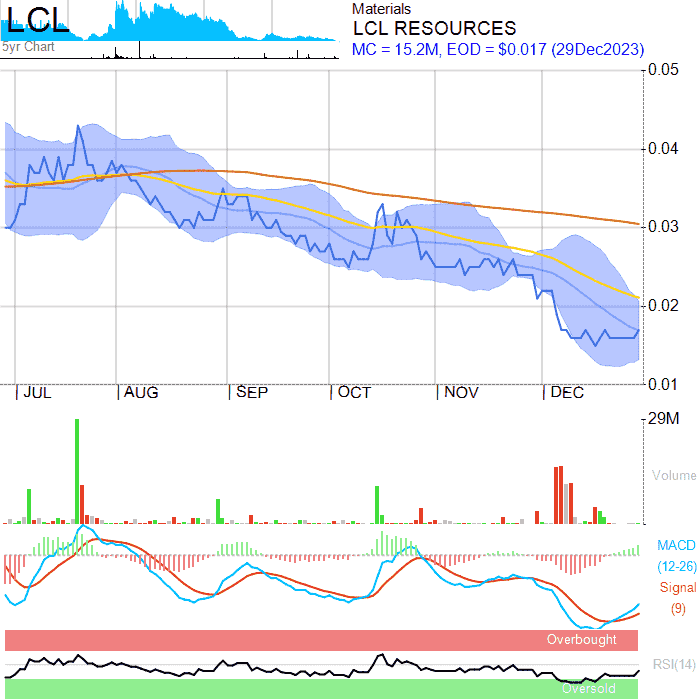 LCL
5yr Chart
Materials
LCL RESOURCES
MC = 15.2M, EOD = $0.017 (29Dec2023)
0.05
0.04
0.03
0.02
0.01
JUL AUG SEP OCT NOV DEC
29M
Volume
MACD
(12-26)
Signal
(9)
Overbought
RSI(14)
Oversold